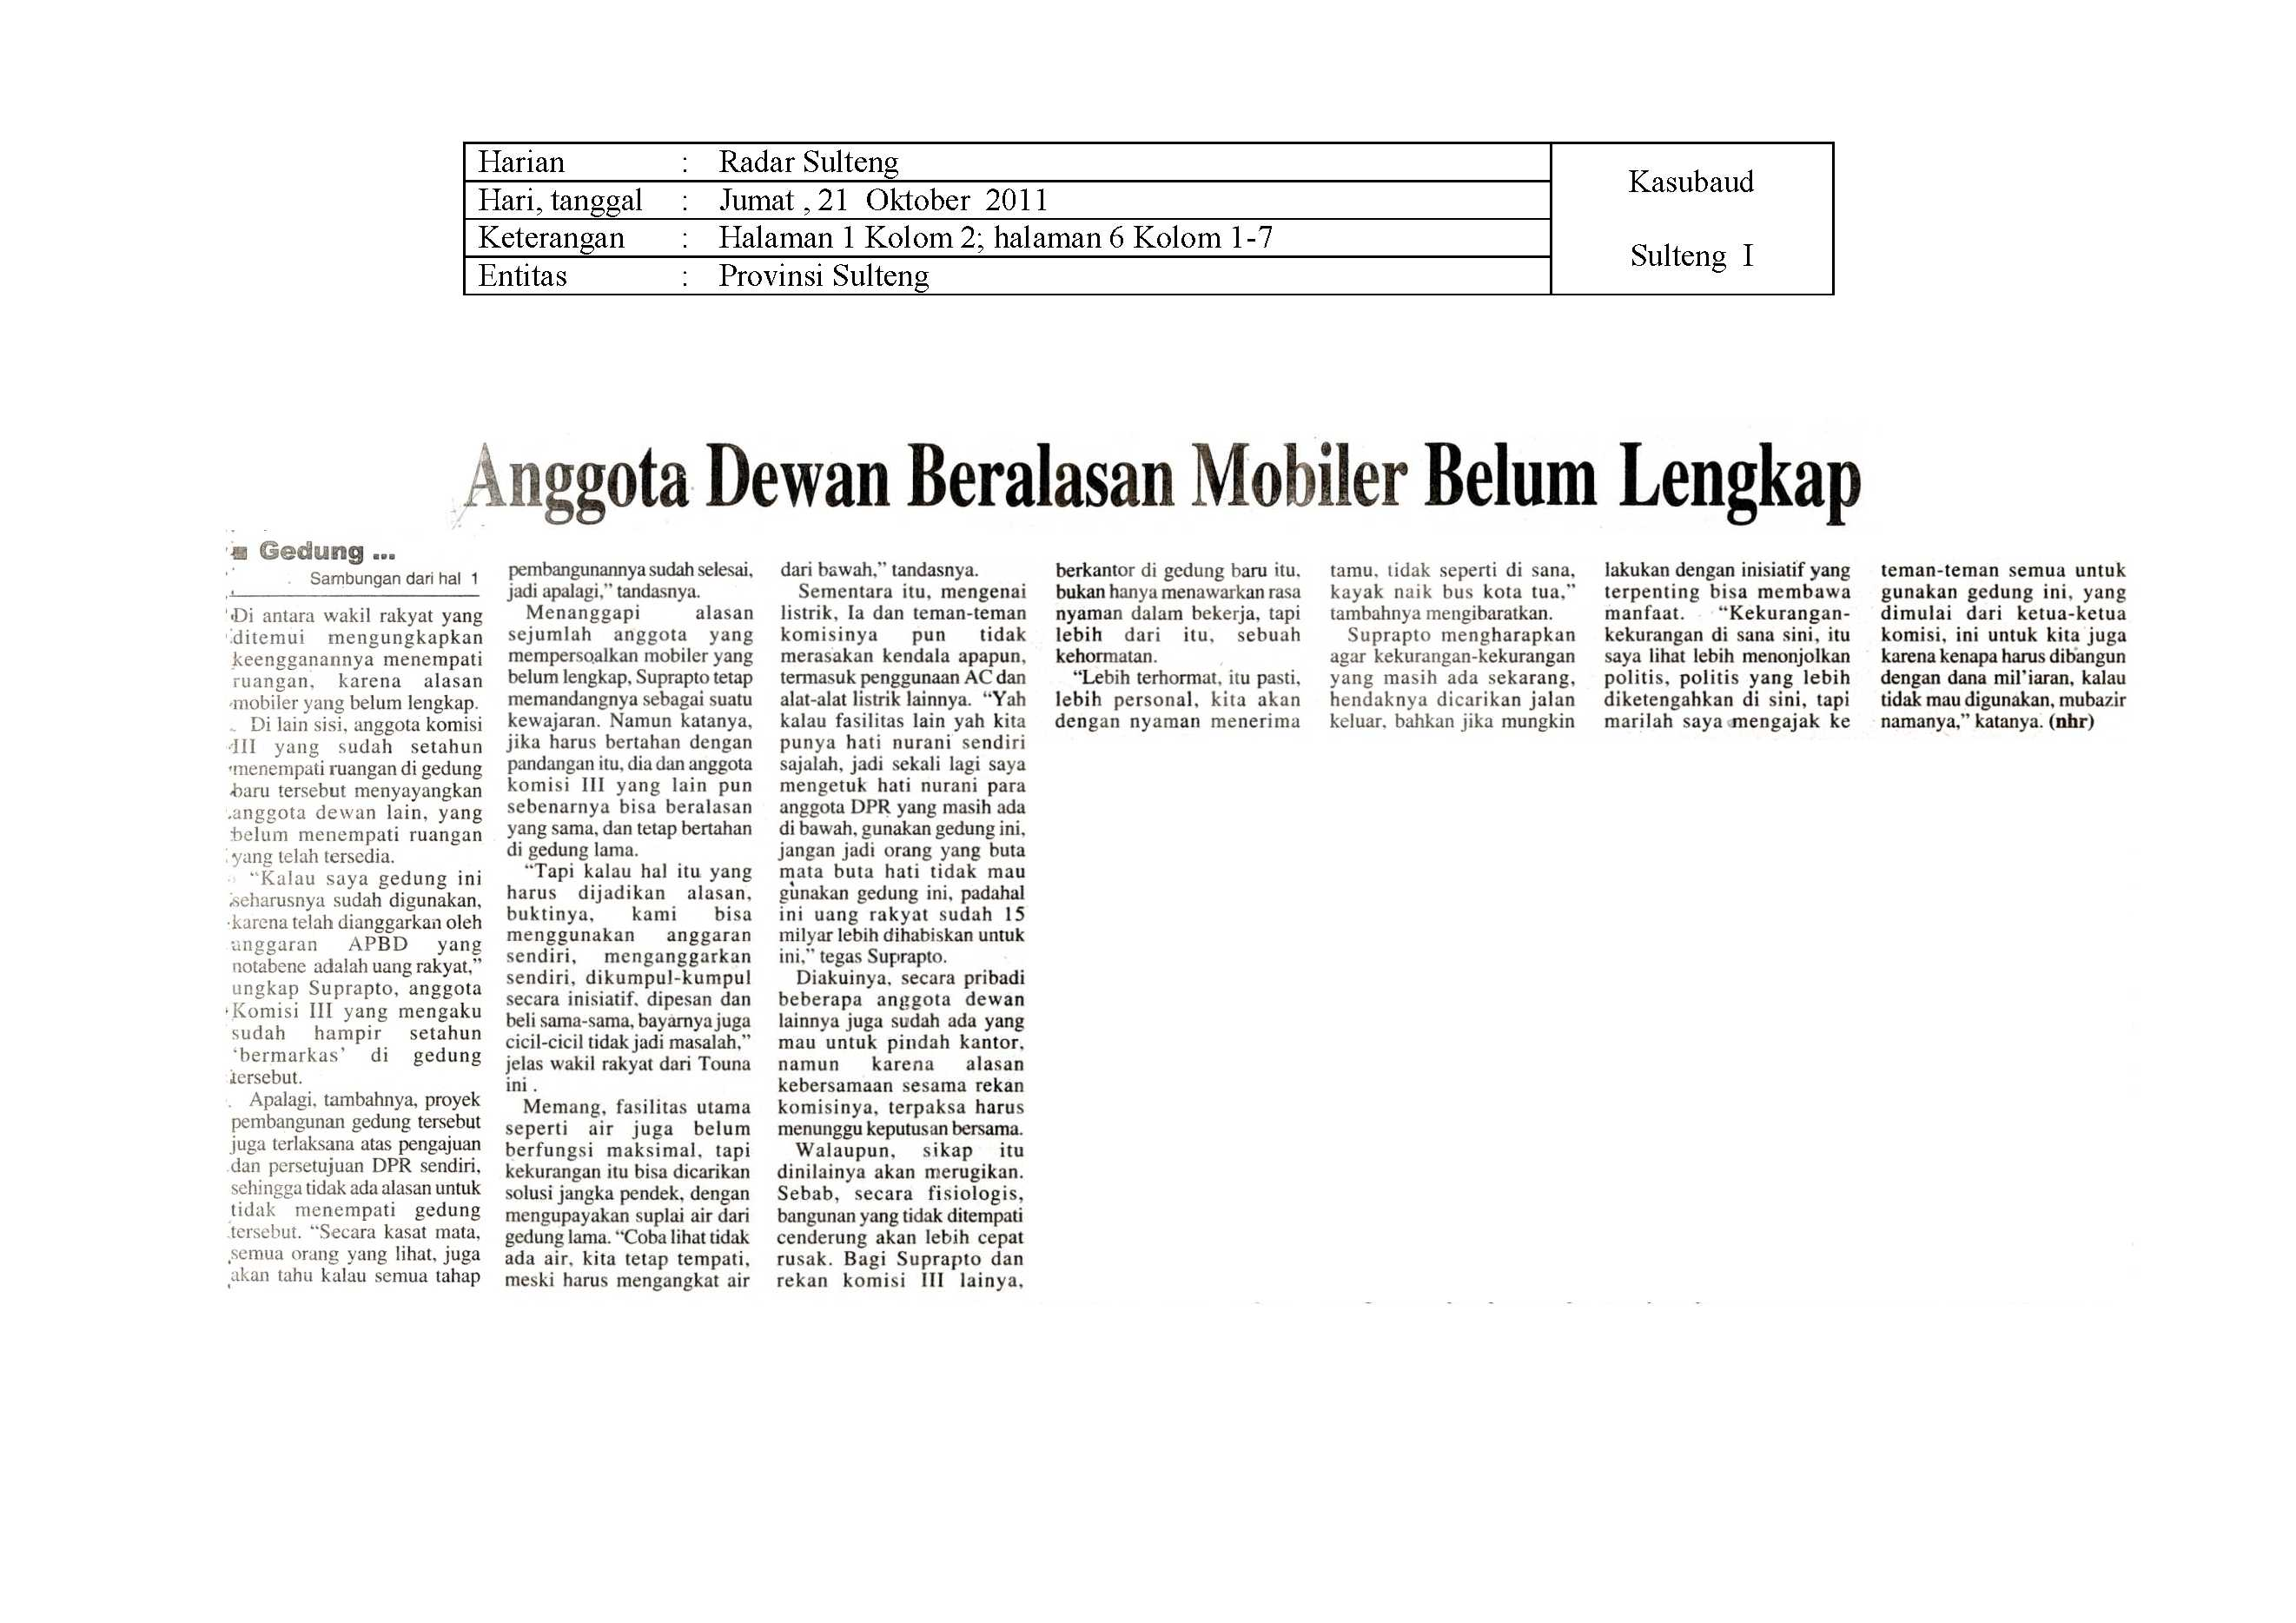 Harian : Radar Sulteng
Hari, tanggal : Jumat , 21 Oktober 2011
Keterangan : Halaman 1 Kolom 2; halaman 6 Kolom 1-7
Entitas : Provinsi Sulteng
Kasubaud
Sulteng I
Anggota Dewan Beralasan Mobiler Belum Lengkap
Gedung ...
Sambungan dari hal 1
Di antara wakil rakyat yang
ditemui mengungkapkan
keengganannya menempati
ruangan, karena alasan
mobiler yang belum lengkap.
Di lain sisi, anggota komisi
III yang sudah setahun
menempati ruangan di gedung
baru tersebut menyayangkan
anggota dewan lain, yang
belum menempati ruangan
yang telah tersedia.
“Kalau saya gedung ini
seharusnya sudah digunakan,
karena telah dianggarkan oleh
anggaran APBD yang
notabene adalah uang rakyat,”
ungkap Suprapto, anggota
Komisi III yang mengaku
sudah hampir setahun
‘bermarkas’ di gedung
tersebut.
Apalagi, tambahnya, proyek
pembangunan gedung tersebut
juga terlaksana atas pengajuan
dan persetujuan DPR sendiri,
sehingga tidak ada alasan untuk
tidak menempati gedung
tersebut. “Secara kasat mata,
semua orang yang lihat, juga
akan tahu kalau semua tahap
pembangunannya sudah selesai,
jadi apalagi,” tandasnya.
Menanggapi alasan
sejumlah anggota yang
mempersoalkan mobiler yang
belum lengkap, Suprapto tetap
memandangnya sebagai suatu
kewajaran. Namun katanya,
jika harus bertahan dengan
pandangan itu, dia dan anggota
komisi III yang lain pun
sebenarnya bisa beralasan
yang sama, dan tetap bertahan
di gedung lama.
“Tapi kalau hal itu yang
harus dijadikan alasan,
buktinya, kami bisa
menggunakan anggaran
sendiri, menganggarkan
sendiri, dikumpul-kumpul
secara inisiatif, dipesan dan
beli sama-sama, bayarnya juga
cicil-cicil tidak jadi masalah,”
jelas wakil rakyat dari Touna
ini .
Memang, fasilitas utama
seperti air juga belum
berfungsi maksimal, tapi
kekurangan itu bisa dicarikan
solusi jangka pendek, dengan
mengupayakan suplai air dari
gedung lama. “Coba lihat tidak
ada air, kita tetap tempati,
meski harus mengangkat air
dari bawah,” tandasnya.
Sementara itu, mengenai
listrik, Ia dan teman-teman
komisinya pun tidak
merasakan kendala apapun,
termasuk penggunaan AC dan
alat-alat listrik lainnya. “Yah
kalau fasilitas lain yah kita
punya hati nurani sendiri
sajalah, jadi sekali lagi saya
mengetuk hati nurani para
anggota DPR yang masih ada
di bawah, gunakan gedung ini,
jangan jadi orang yang buta
mata buta hati tidak mau
gunakan gedung ini, padahal
ini uang rakyat sudah 15
milyar lebih dihabiskan untuk
ini,” tegas Suprapto.
Diakuinya, secara pribadi
beberapa anggota dewan
lainnya juga sudah ada yang
mau untuk pindah kantor,
namun karena alasan
kebersamaan sesama rekan
komisinya, terpaksa harus
menunggu keputusan bersama.
Walaupun, sikap itu
dinilainya akan merugikan.
Sebab, secara fisiologis,
bangunan yang tidak ditempati
cenderung akan lebih cepat
rusak. Bagi Suprapto dan
rekan komisi III lainya,
berkantor di gedung baru itu,
bukan hanya menawarkan rasa
nyaman dalam bekerja, tapi
lebih dari itu, sebuah
kehormatan.
“Lebih terhormat, itu pasti,
lebih personal, kita akan
dengan nyaman menerima
tamu, tidak seperti di sana,
kayak naik bus kota tua,”
tambahnya mengibaratkan.
Suprapto mengharapkan
agar kekurangan-kekurangan
yang masih ada sekarang,
hendaknya dicarikan jalan
keluar, bahkan jika mungkin
lakukan dengan inisiatif yang
terpenting bisa membawa
manfaat. “Kekurangan-
kekurangan di sana sini, itu
saya lihat lebih menonjolkan
politis, politis yang lebih
diketengahkan di sini, tapi
marilah saya mengajak ke
teman-teman semua untuk
gunakan gedung ini, yang
dimulai dari ketua-ketua
komisi, ini untuk kita juga
karena kenapa harus dibangun
dengan dana mil'iaran, kalau
tidak mau digunakan, mubazir
namanya,” katanya. (nhr)